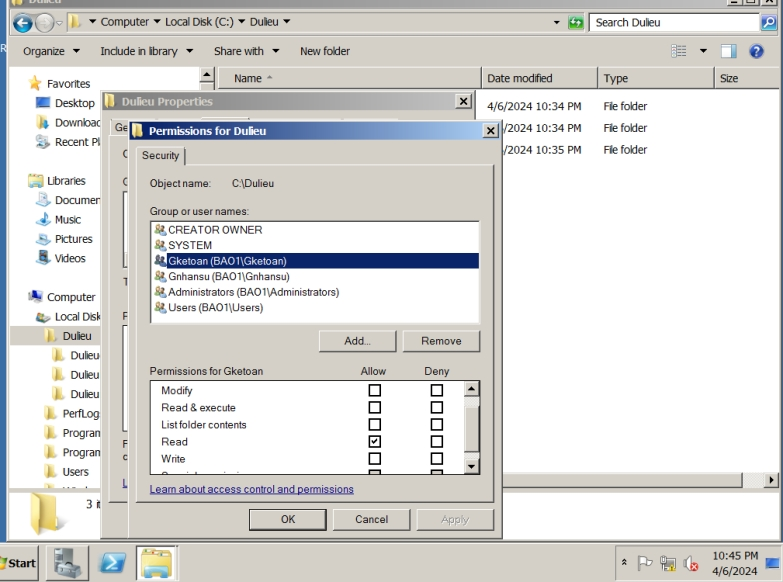 Dulieu
Computer Local Disk (C:) Dulieu
Search Dulieu
Organize Include in library Share with New folder
Favorites
Desktop
Downloa
Recent Pl
Libraries
Documen
Music
Pictures
Videos
Computer
Local Disk
Dulieu
Dulieu
Dulieu
Dulieu
PerfLog
Program
Program
Users
Name Date modified Type Size
4/6/2024 10:34 PM File folder
/2024 10:34 PM File folder
/2024 10:35 PM File folder
Dulieu Properties
Ge
Permissions for Dulieu
Security
Object name: C:\Dulieu
Group or user names:
CREATOR OWNER
SYSTEM
Gketoan (BAO1\Gketoan)
Gnhansu (BAO1\Gnhansu)
Administrators (BAO1\Administrators)
Users (BAO1\Users)
Add... Remove
Permissions for Gketoan Allow Deny
Modify
Read & execute
List folder contents
Read
Write
Learn about access control and permissions
OK Cancel Apply
3 it
Start
10:45 PM
4/6/2024